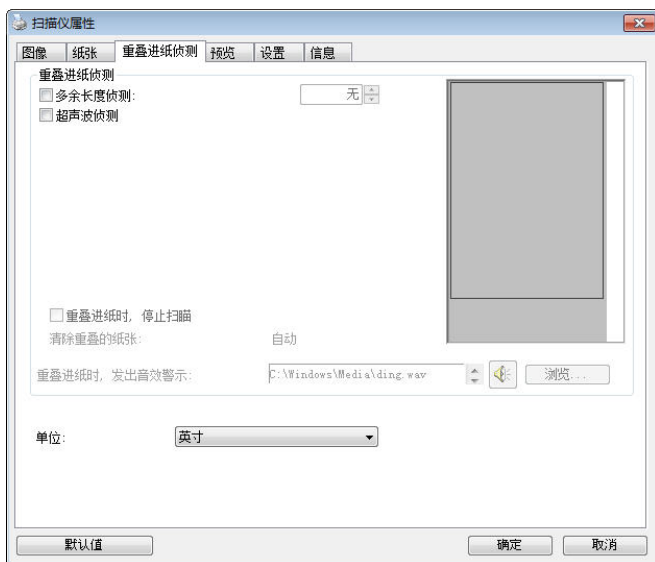 扫描仪属性
图像 纸张 重叠进纸侦测 预览 设置 信息
重叠进纸侦测
多余长度侦测: 无
超声波侦测
重叠进纸时, 停止扫瞄
清除重叠的纸张: 自动
重叠进纸时, 发出音效警示: C:\Windows\Media\ding.wav 浏览...
单位: 英寸
默认值 确定 取消